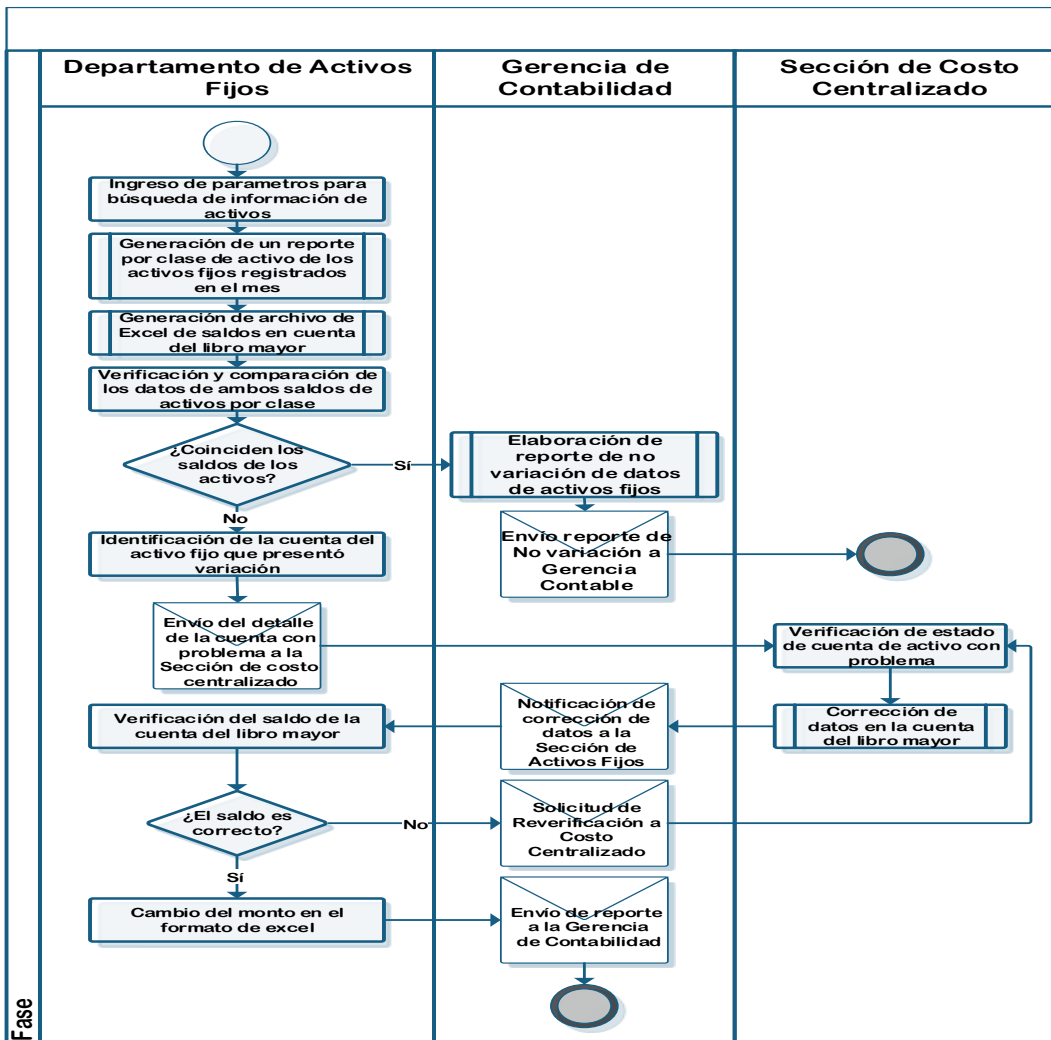 Departamento de Activos
Fijos
Gerencia de
Contabilidad
Sección de Costo
Centralizado
Ingreso de parametros para
búsqueda de información de
activos
Generación de un reporte
por clase de activo de los
activos fijos registrados
en el mes
Generación de archivo de
Excel de saldos en cuenta
del libro mayor
Verificación y comparación de
los datos de ambos saldos de
activos por clase
¿Coinciden los
saldos de los
activos?
Sí
Elaboración de
reporte de no
variación de datos
de activos fijos
No
Identificación de la cuenta del
activo fijo que presentó
variación
Envío reporte de
No variación a
Gerencia
Contable
Envío del detalle
de la cuenta con
problema a la
Sección de costo
centralizado
Verificación de estado
de cuenta de activo con
problema
Verificación del saldo de la
cuenta del libro mayor
Notificación de
corrección de
datos a la
Sección de
Activos Fijos
Corrección de
datos en la cuenta
del libro mayor
¿El saldo es
correcto?
No
Solicitud de
Reverificación a
Costo
Centralizado
Sí
Cambio del monto en el
formato de excel
Envío de reporte
a la Gerencia
de Contabilidad
Fase